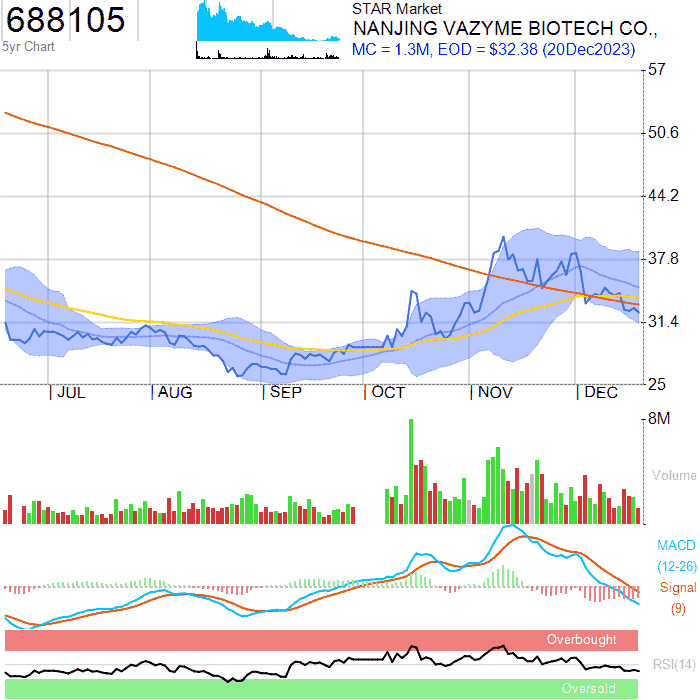 688105
5yr Chart
STAR Market
NANJING VAZYME BIOTECH CO.,
MC = 1.3M, EOD = $32.38 (20Dec2023)
57
50.6
44.2
37.8
31.4
25
JUL AUG SEP OCT NOV DEC
8M
Volume
MACD
(12-26)
Signal
(9)
Overbought
RSI(14)
Oversold